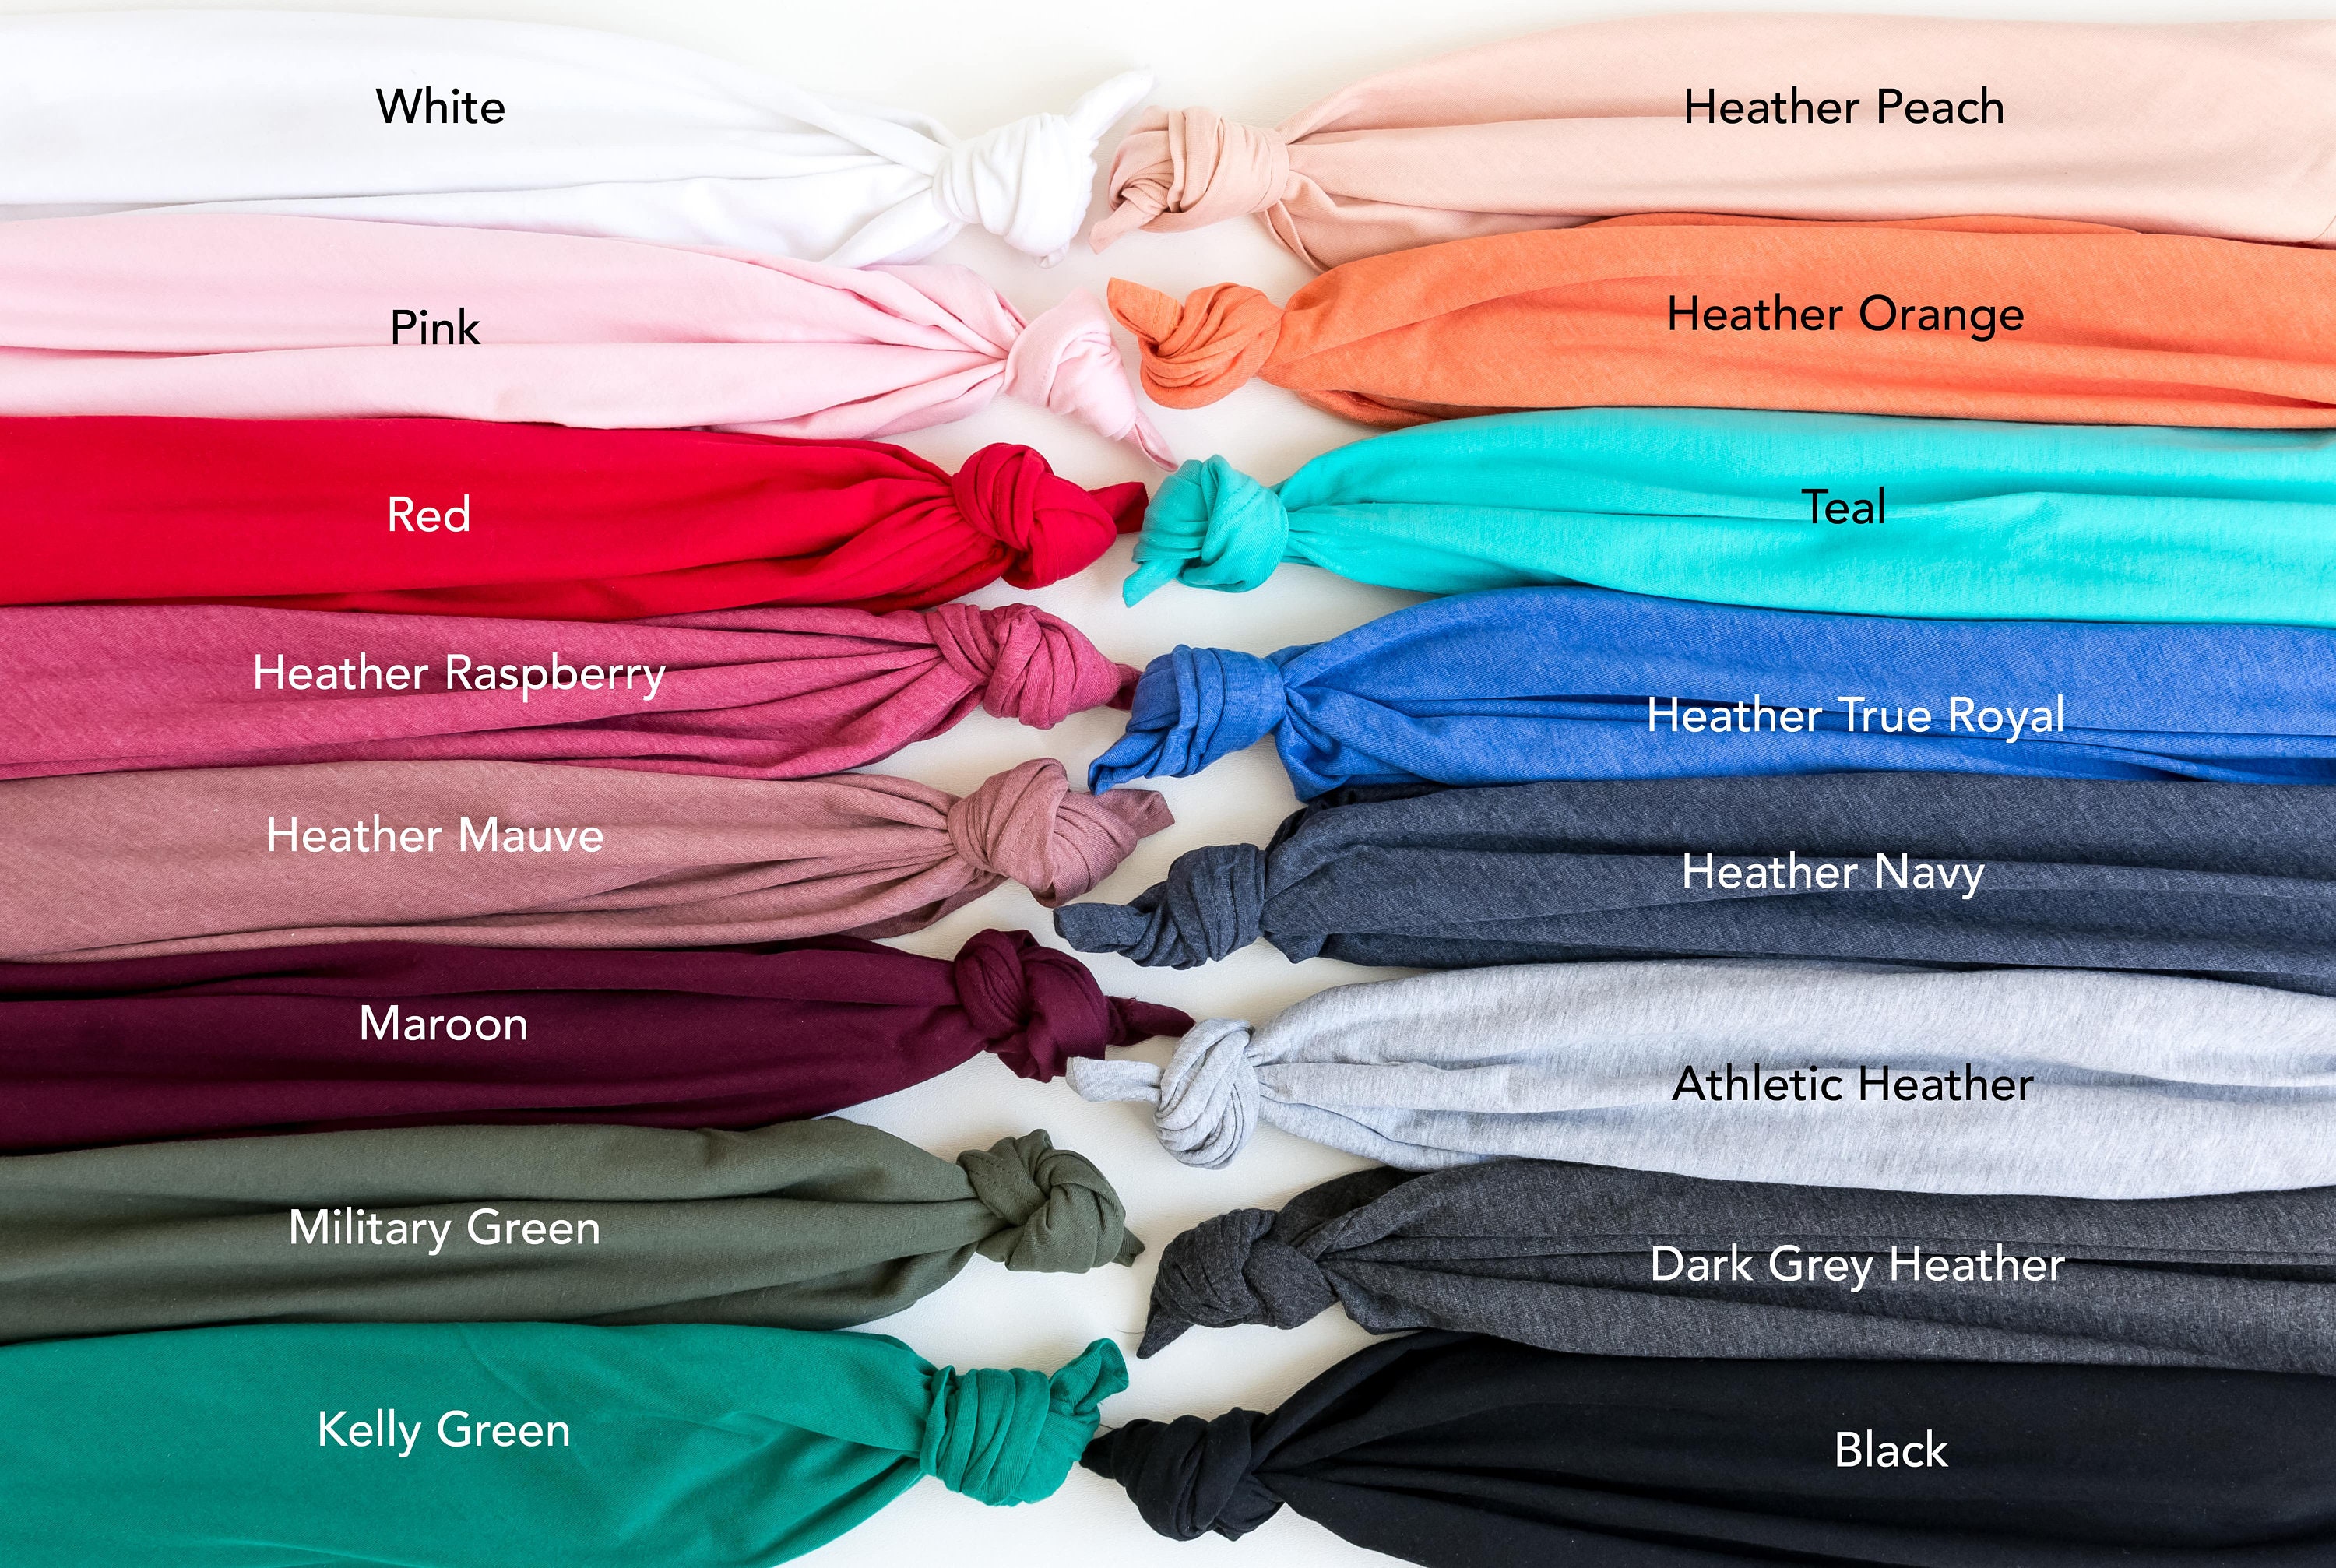 White
Heather Peach
Pink
Heather Orange
Red
Teal
Heather Raspberry
Heather True Royal
Heather Mauve
Heather Navy
Maroon
Athletic Heather
Military Green
Dark Grey Heather
Kelly Green
Black